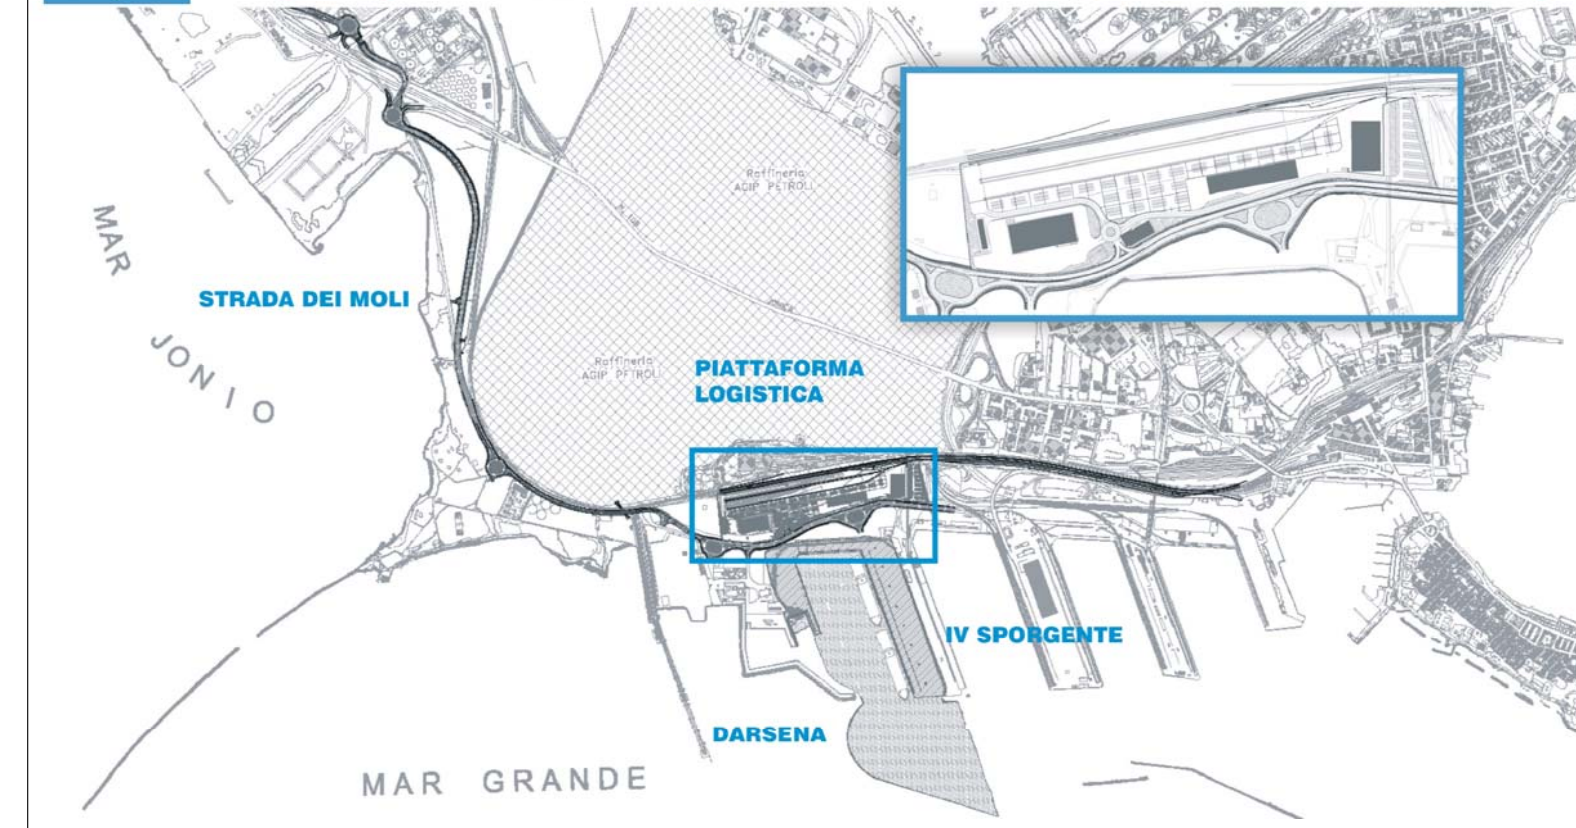 Raffineria
AGIP PETROLI
MAR
JONIO
STRADA DEI MOLI
Raffineria
AGIP PETROLI
PIATTAFORMA
LOGISTICA
IV SPORGENTE
DARSENA
MAR GRANDE